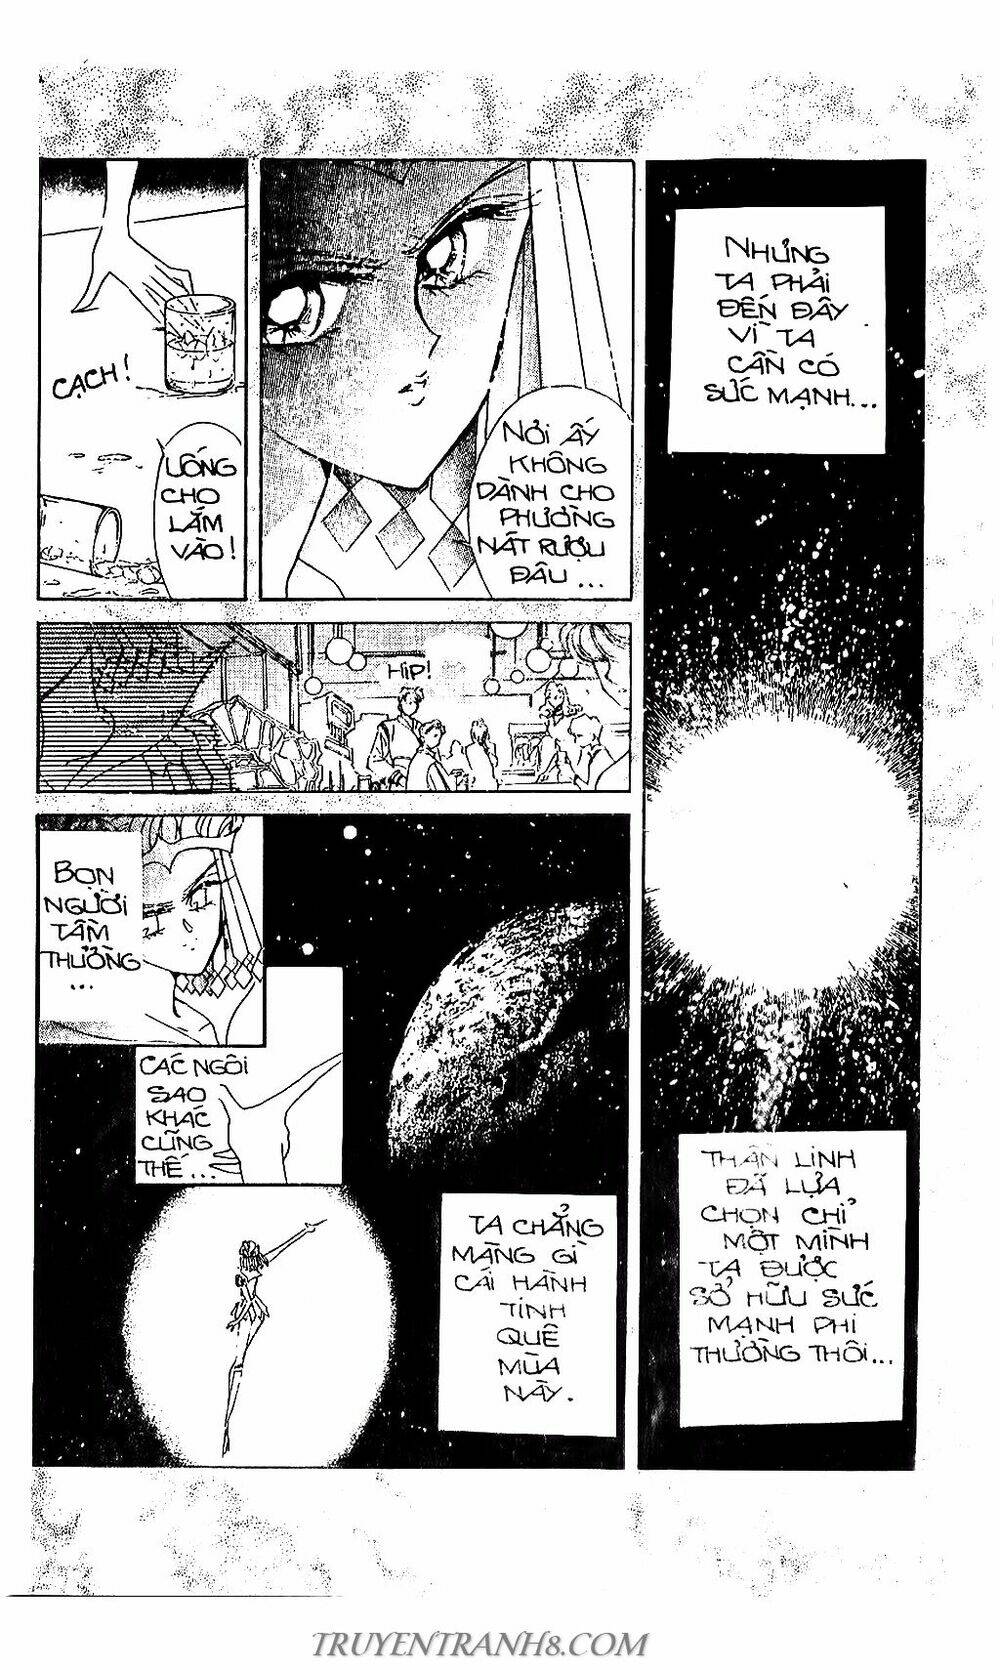 CẠCH!
UỐNG
CHO
LẮM
VÀO!
NƠI ẤY
KHÔNG
DÀNH CHO
PHƯỜNG
NÁT RƯỢU
ĐÂU...
NHƯNG
TA PHẢI
ĐẾN ĐÂY
VÌ TA
CẦN CÓ
SỨC MẠNH...
HIP!
BỌN
NGƯỜI
TẦM
THƯỜNG
...
CÁC NGÔI
SAO
KHÁC
CŨNG
THẾ...
TA CHẲNG
MÀNG GÌ
CÁI HÀNH
TINH
QUÊ
MÙA
NÀY.
THẦN LINH
ĐÃ LỰA
CHỌN CHỈ
MỘT MÌNH
TA ĐƯỢC
SỞ HỮU SỨC
MẠNH PHI
THƯỜNG THÔI...
TRUYENTRANH8.COM